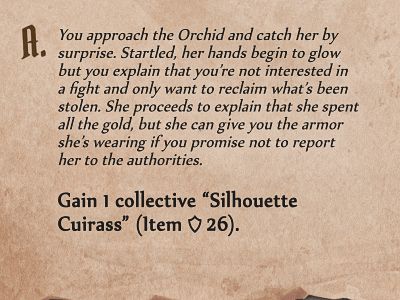 A. You approach the Orchid and catch her by
surprise. Startled, her hands begin to glow
but you explain that you’re not interested in
a fight and only want to reclaim what’s been
stolen. She proceeds to explain that she spent
all the gold, but she can give you the armor
she’s wearing if you promise not to report
her to the authorities.
Gain 1 collective “Silhouette
Cuirass” (Item 26).